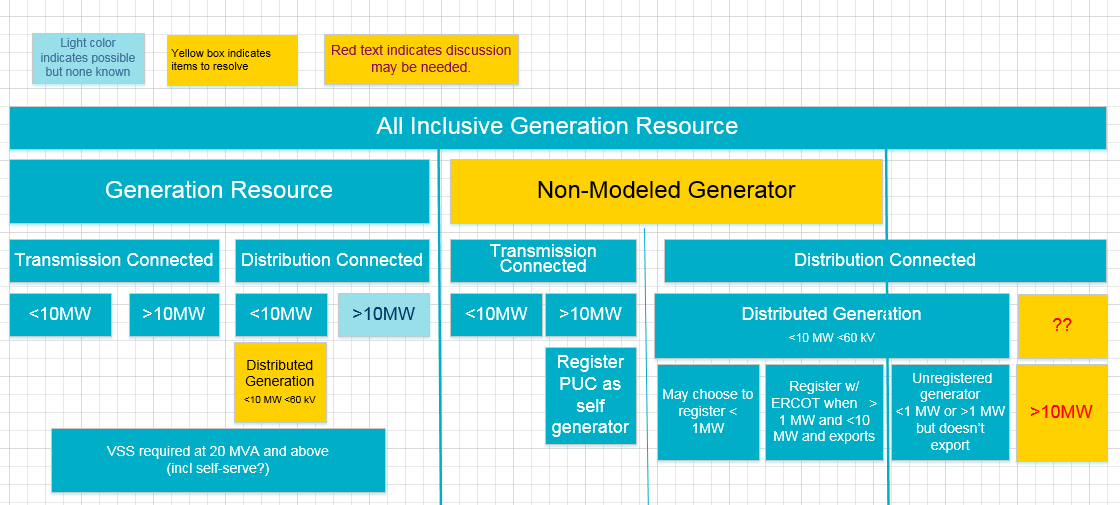 Light color
indicates possible
but none known
Yellow box indicates
items to resolve
Red text indicates discussion
may be needed.
All Inclusive Generation Resource
Generation Resource
Non-Modeled Generator
Transmission Connected
Distribution Connected
Transmission
Connected
Distribution Connected
<10MW
>10MW
<10MW
>10MW
<10MW
>10MW
Distributed Generation
<10 MW <60 kV
??
Distributed
Generation
<10 MW <60 kV
Register
PUC as
self
generator
May choose to
register <
1MW
Register w/
ERCOT when >
1 MW and <10
MW and exports
Unregistered
generator
<1 MW or >1 MW
but doesn't
export
>10MW
VSS required at 20 MVA and above
(incl self-serve?)